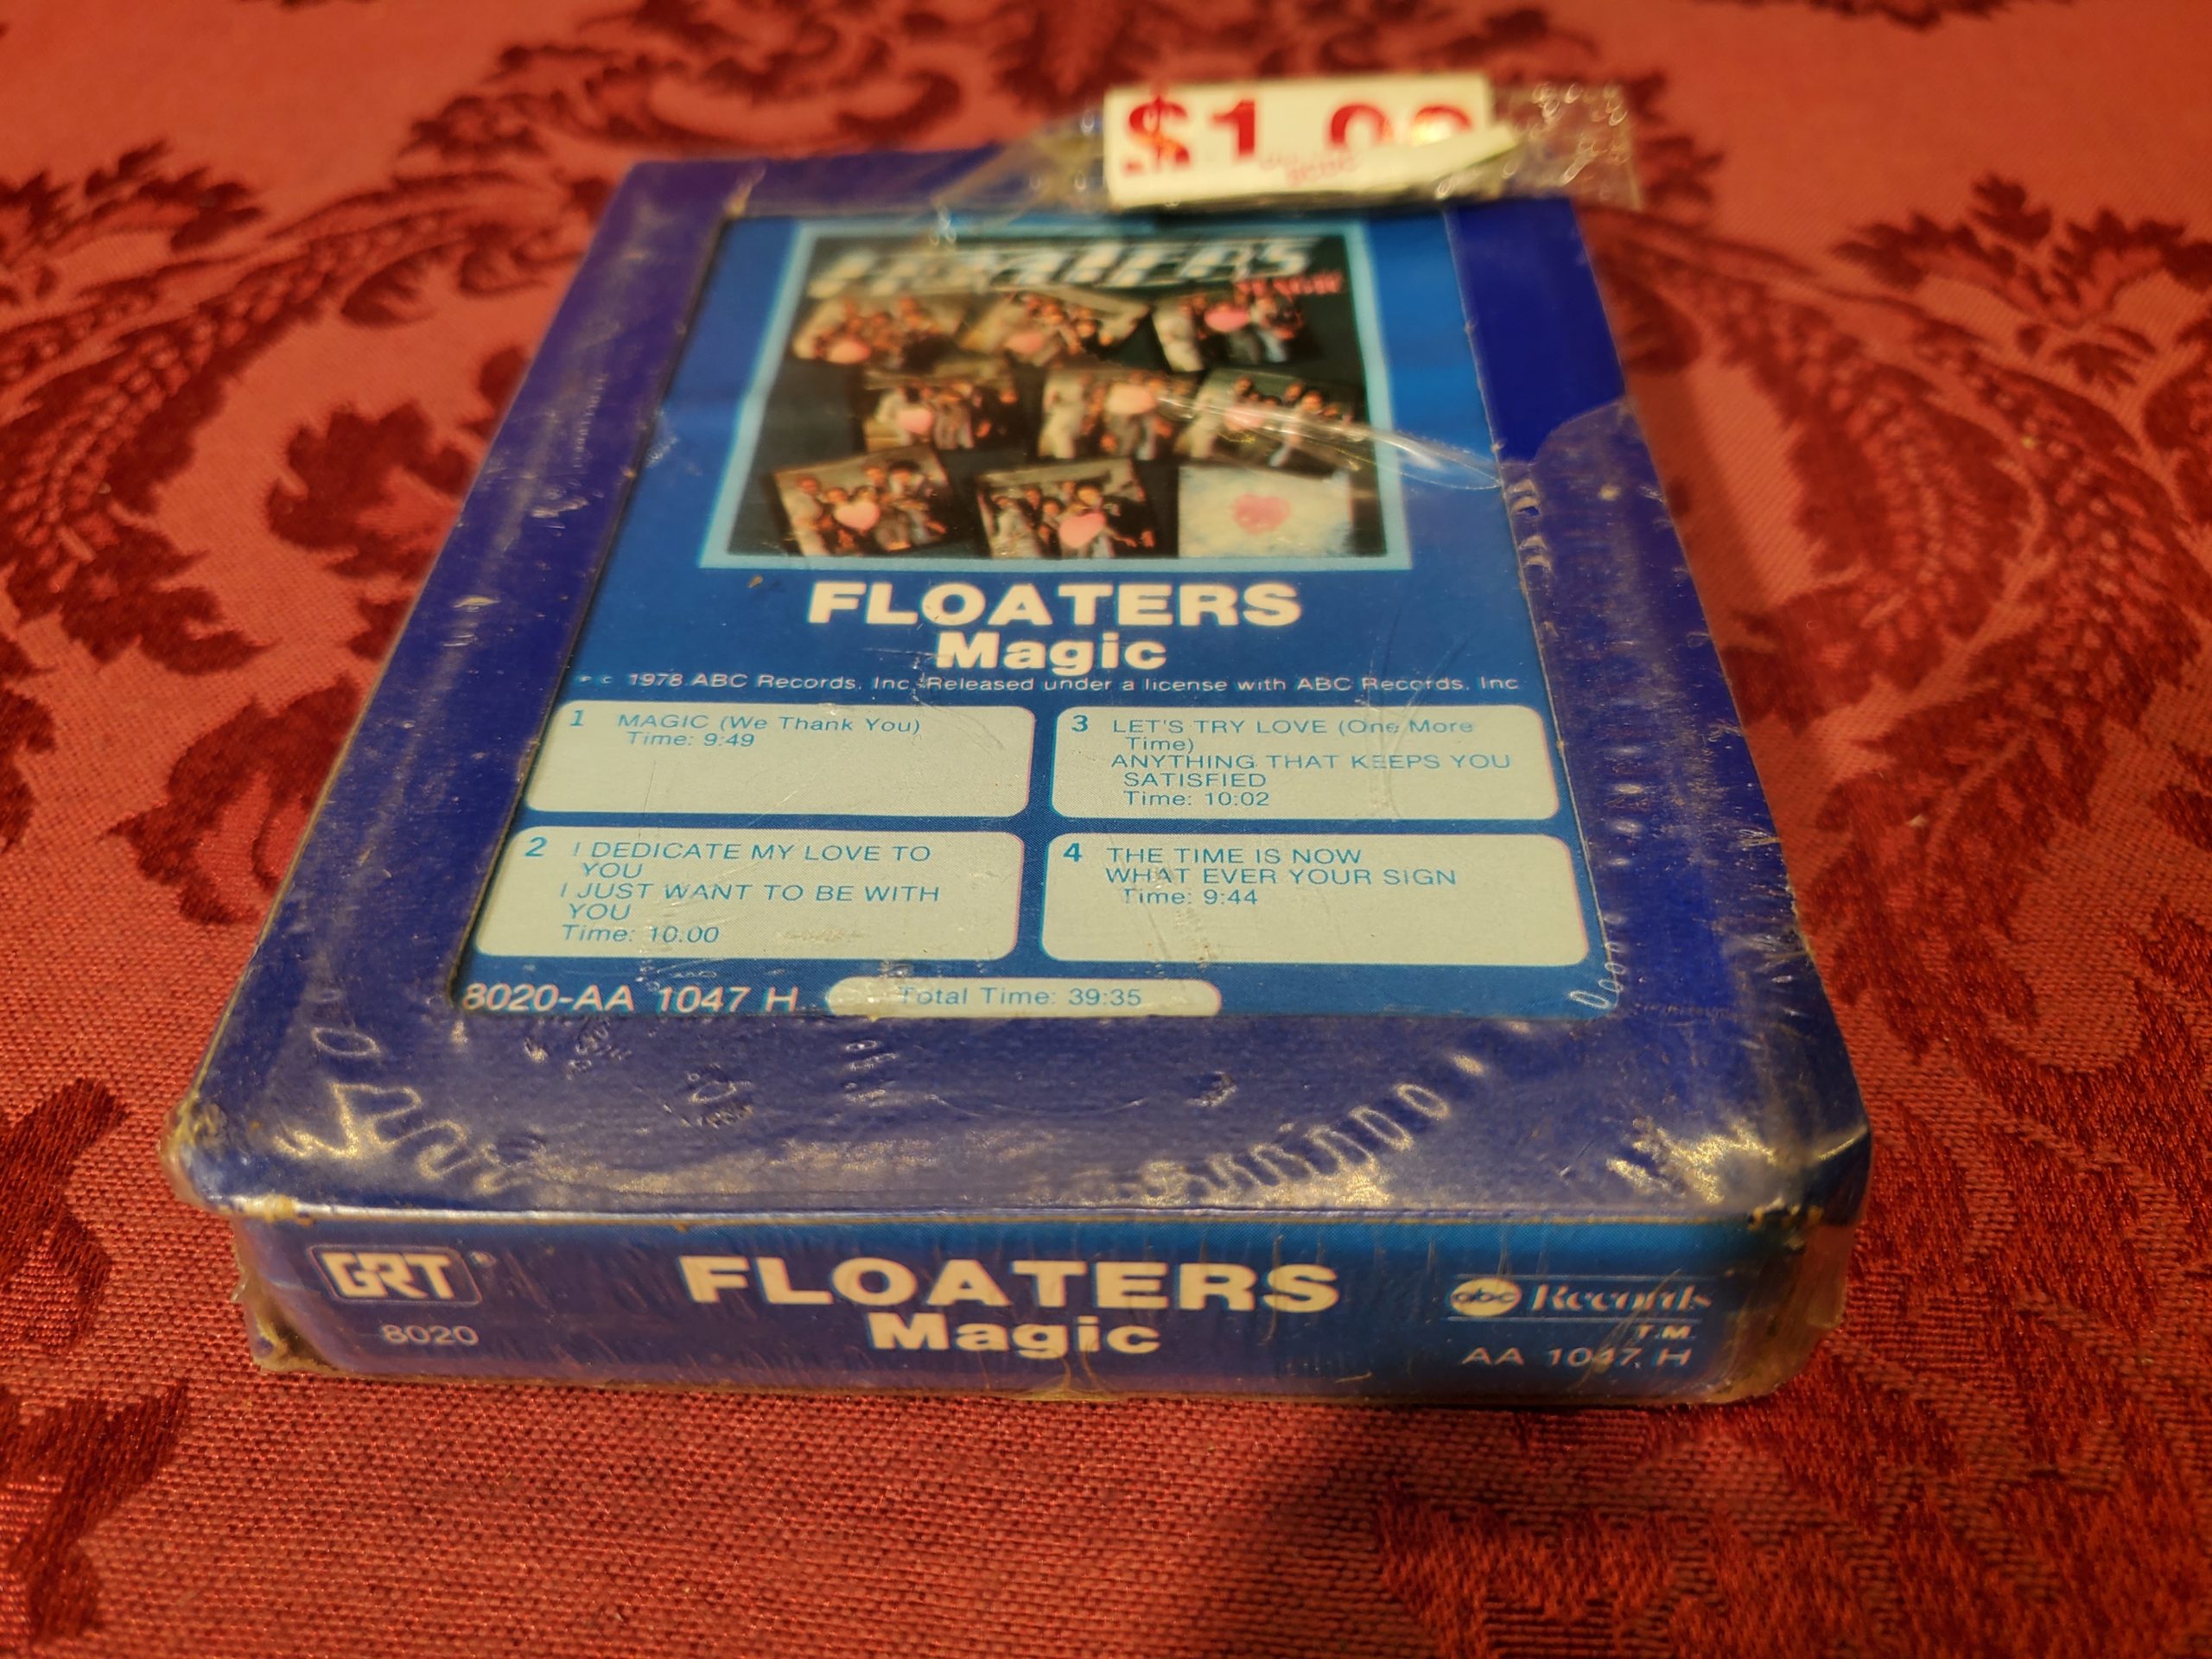 $1.00
FLOATERS
MAGIC
FLOATERS
Magic
1978 ABC Records, Inc. Released under a license with ABC Records, Inc
1 MAGIC (We Thank You)
Time: 9:49
2 I DEDICATE MY LOVE TO
YOU
I JUST WANT TO BE WITH
YOU
Time: 10:00
3 LET'S TRY LOVE (One More
Time)
ANYTHING THAT KEEPS YOU
SATISFIED
Time: 10:02
4 THE TIME IS NOW
WHAT EVER YOUR SIGN
Time: 9:44
8020-AA 1047 H
Total Time: 39:35
GRT®
8020
FLOATERS
Magic
abc Records
T.M.
AA 1047 H